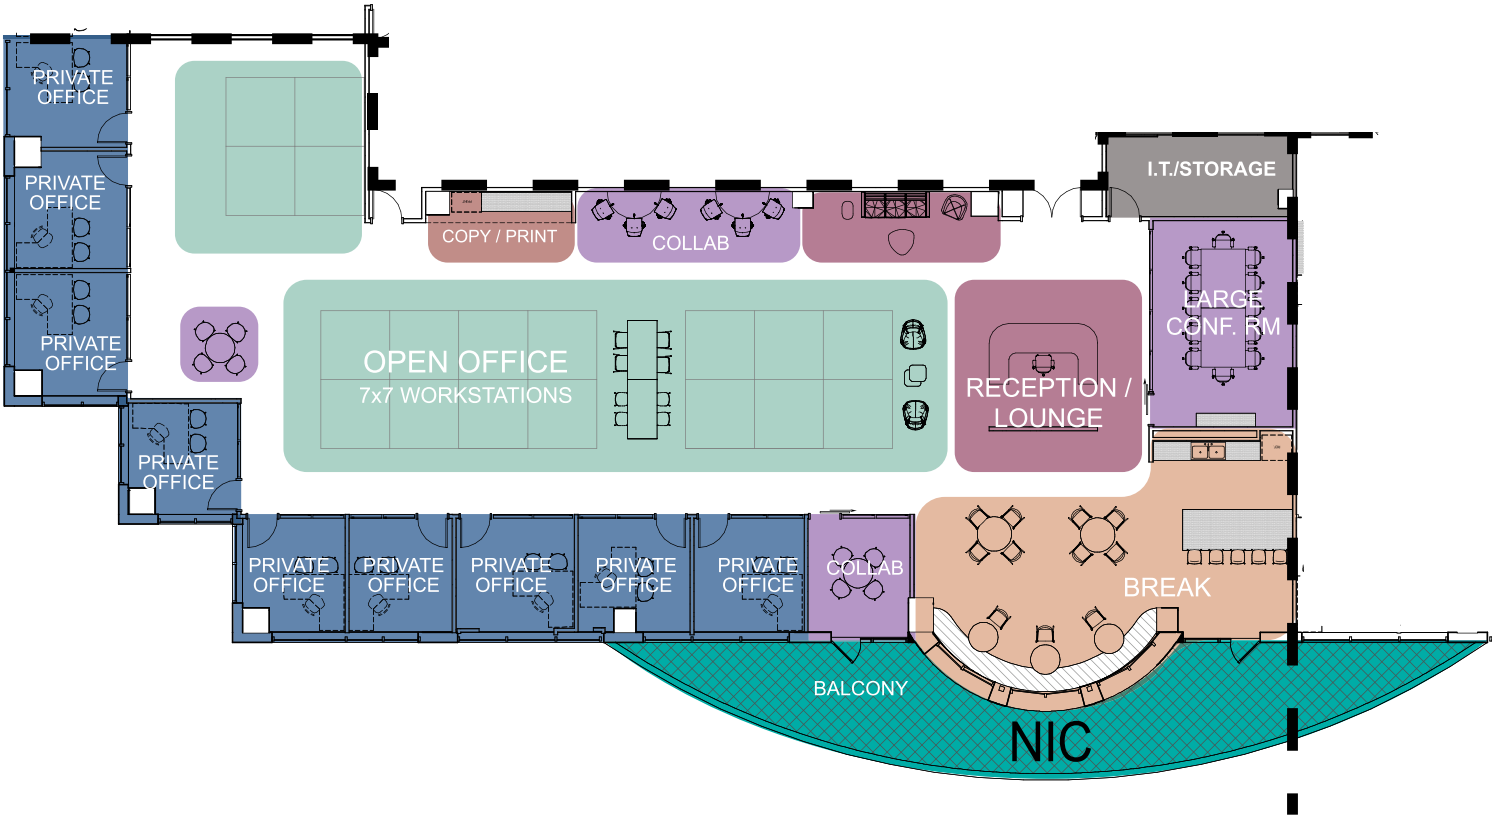 PRIVATE
OFFICE
I.T./STORAGE
PRIVATE
OFFICE
COPY / PRINT
COLLAB
LARGE
CONF. RM
PRIVATE
OFFICE
OPEN OFFICE
7x7 WORKSTATIONS
RECEPTION /
LOUNGE
PRIVATE
OFFICE
PRIVATE
OFFICE
PRIVATE
OFFICE
PRIVATE
OFFICE
PRIVATE
OFFICE
PRIVATE
OFFICE
COLLAB
BREAK
BALCONY
NIC